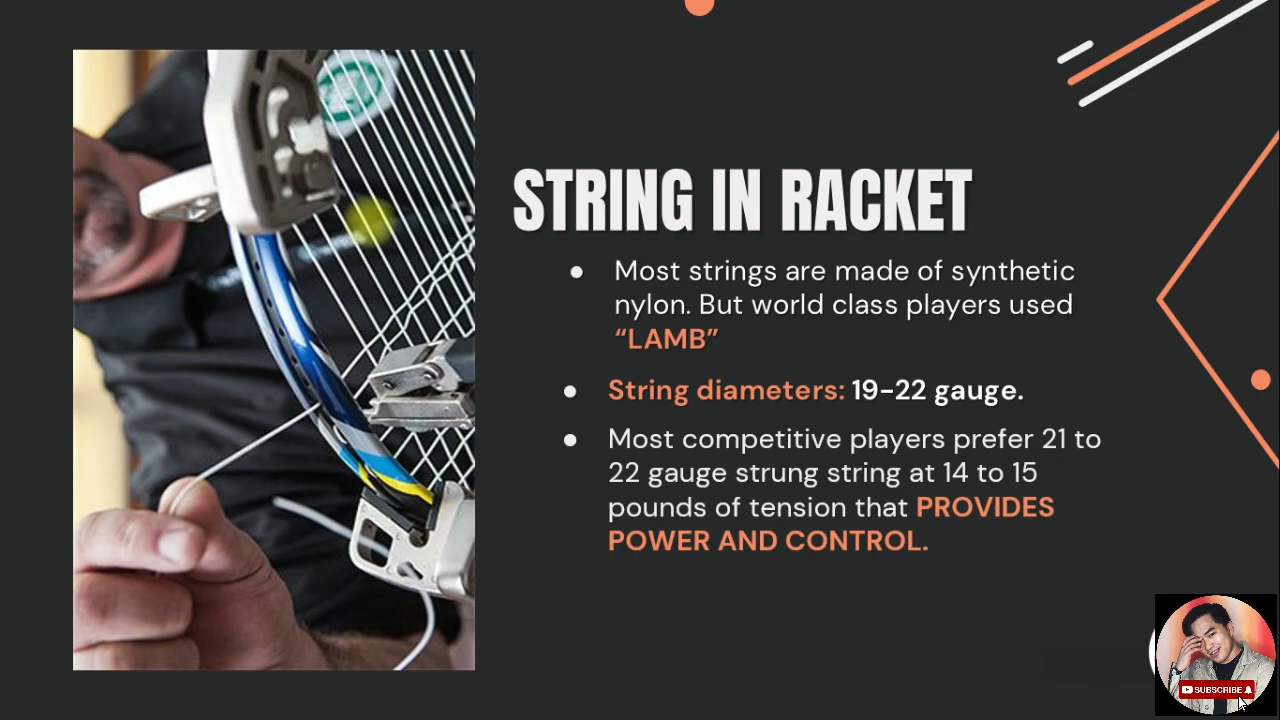 STRING IN RACKET
● Most strings are made of synthetic
nylon. But world class players used
“LAMB”
● String diameters: 19-22 gauge.
● Most competitive players prefer 21 to
22 gauge strung string at 14 to 15
pounds of tension that PROVIDES
POWER AND CONTROL.
SUBSCRIBE